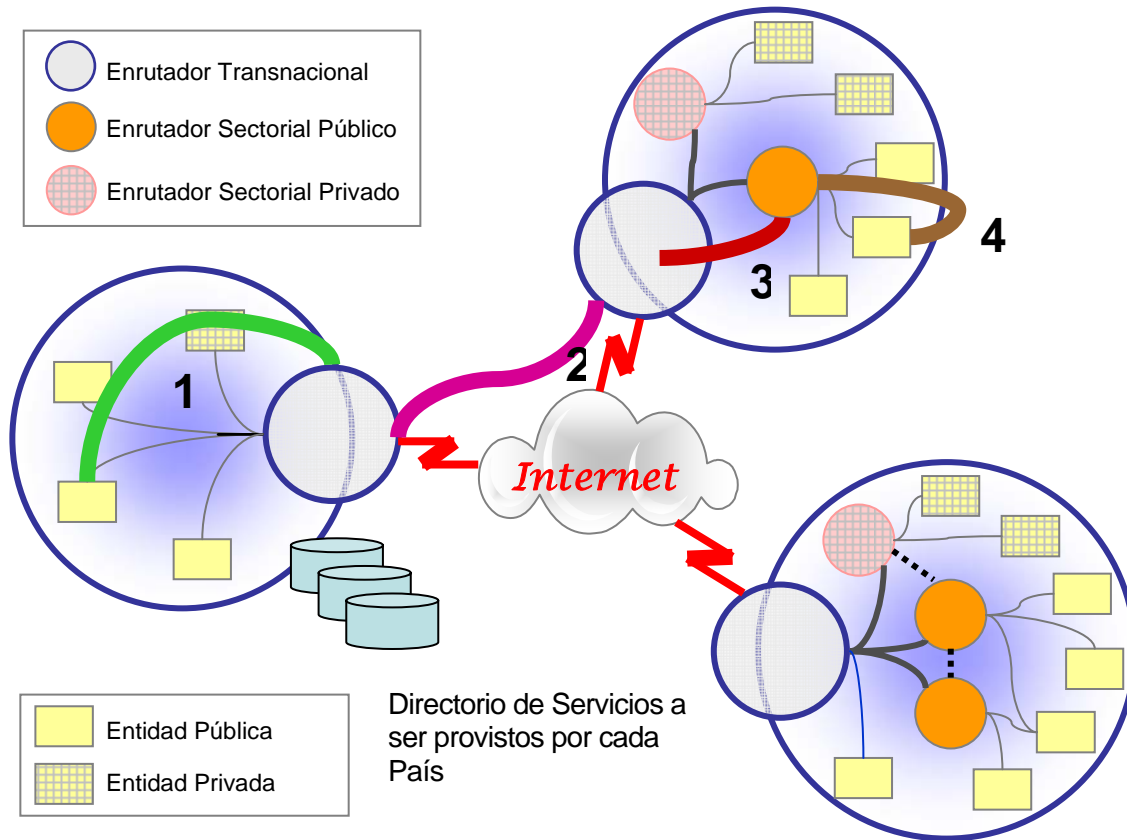 Enrutador Transnacional
Enrutador Sectorial Público
Enrutador Sectorial Privado
4
3
2
1
Internet
Entidad Pública
Entidad Privada
Directorio de Servicios a
ser provistos por cada
País